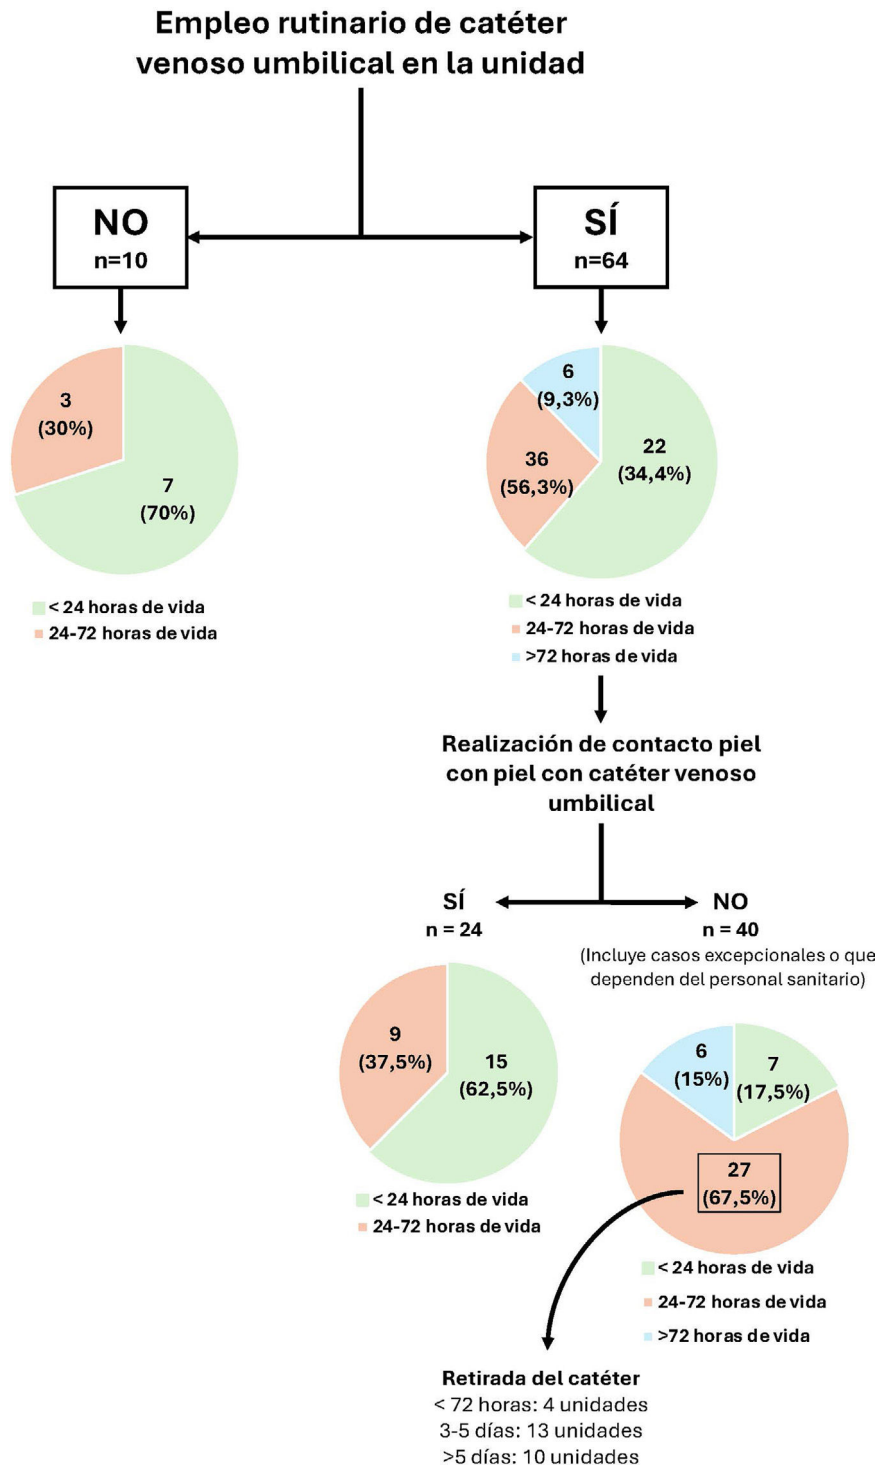 Empleo rutinario de catéter
venoso umbilical en la unidad
NO
n=10
SÍ
n=64
3
(30%)
7
(70%)
< 24 horas de vida
24-72 horas de vida
6
(9,3%)
36
(56,3%)
22
(34,4%)
< 24 horas de vida
24-72 horas de vida
>72 horas de vida
Realización de contacto piel
con piel con catéter venoso
umbilical
SÍ
n = 24
NO
n = 40
(Incluye casos excepcionales o que
dependen del personal sanitario)
9
(37,5%)
15
(62,5%)
< 24 horas de vida
24-72 horas de vida
6
(15%)
7
(17,5%)
27
(67,5%)
< 24 horas de vida
24-72 horas de vida
>72 horas de vida
Retirada del catéter
< 72 horas: 4 unidades
3-5 días: 13 unidades
>5 días: 10 unidades